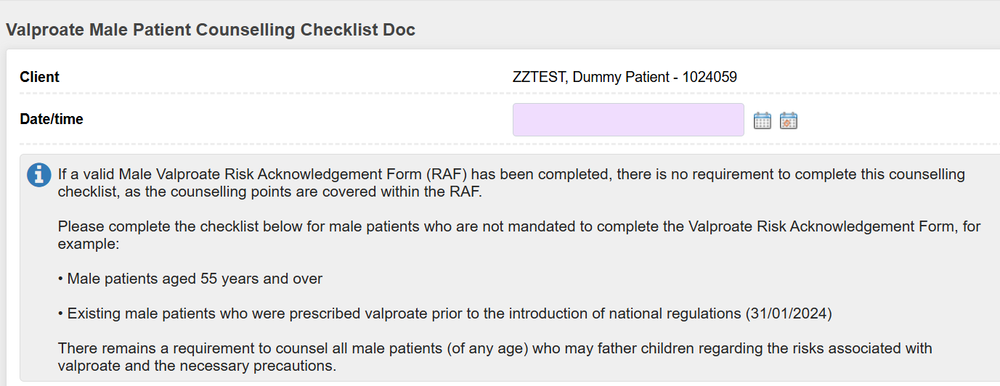 Valproate Male Patient Counselling Checklist Doc
Client
ZZTEST, Dummy Patient - 1024059
Date/time
If a valid Male Valproate Risk Acknowledgement Form (RAF) has been completed, there is no requirement to complete this counselling
checklist, as the counselling points are covered within the RAF.
Please complete the checklist below for male patients who are not mandated to complete the Valproate Risk Acknowledgement Form, for
example:
• Male patients aged 55 years and over
• Existing male patients who were prescribed valproate prior to the introduction of national regulations (31/01/2024)
There remains a requirement to counsel all male patients (of any age) who may father children regarding the risks associated with
valproate and the necessary precautions.